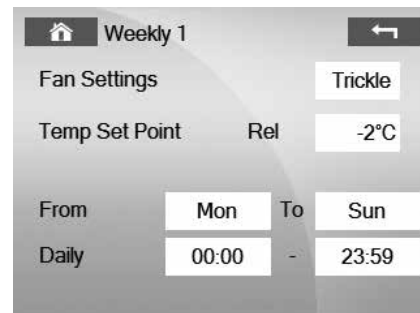 Weekly 1
Fan Settings Trickle
Temp Set Point Rel -2°C
From Mon To Sun
Daily 00:00 - 23:59